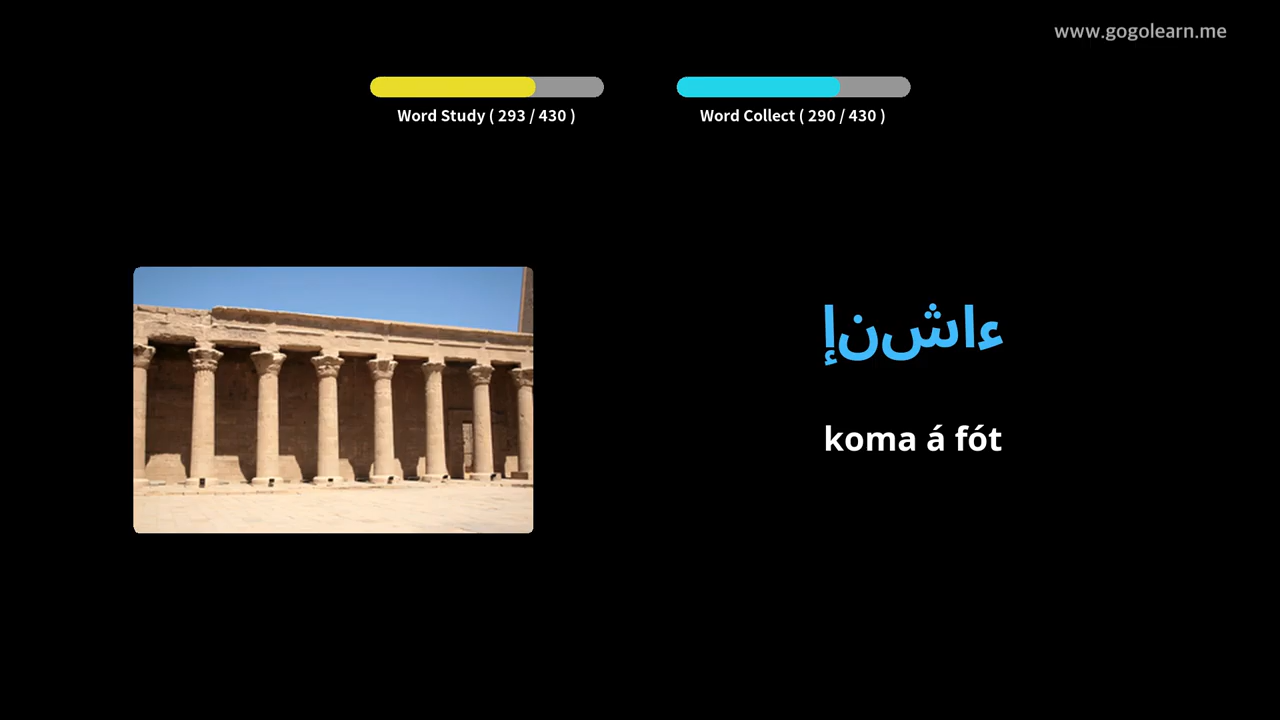 www.gogolearn.me
Word Study ( 293 / 430 )
Word Collect ( 290 / 430 )
إنشاء
koma á fót